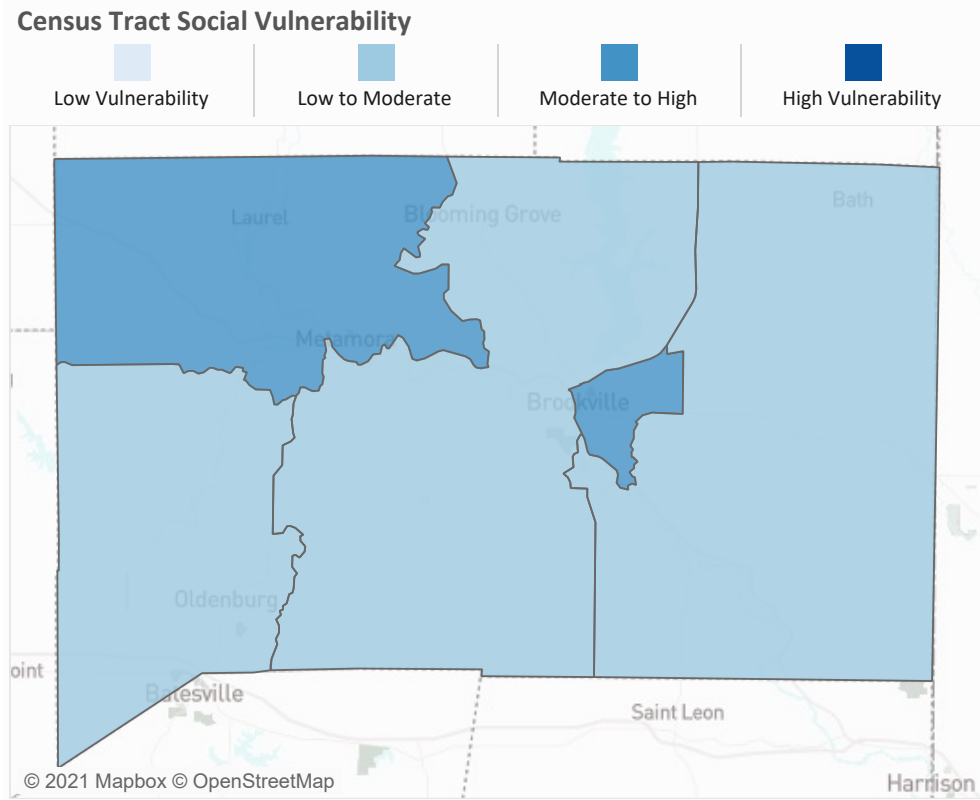 Census Tract Social Vulnerability
Low Vulnerability
Low to Moderate
Moderate to High
High Vulnerability
Bath
Laurel
Blooming Grove
Metamora
Brookville
Oldenburg
oint
Batesville
Saint Leon
© 2021 Mapbox © OpenStreetMap
Harrison